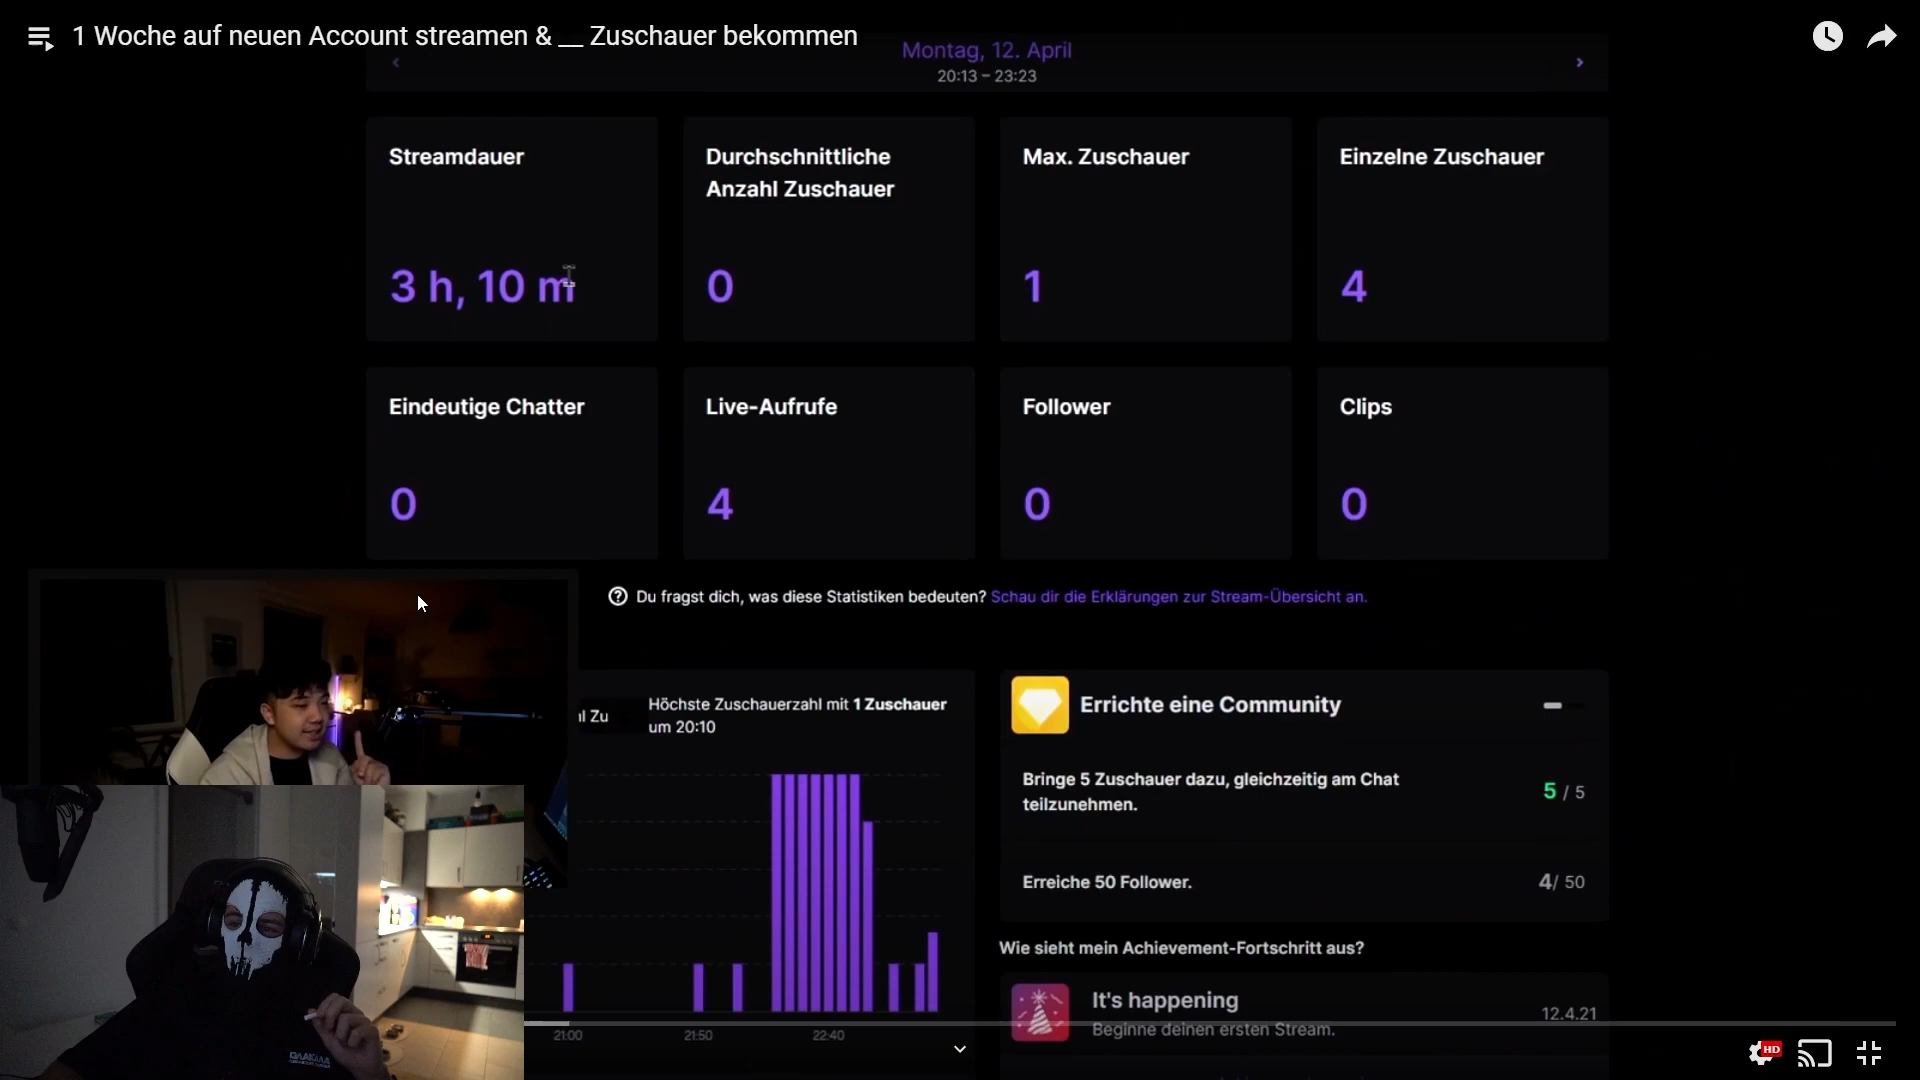 1 Woche auf neuen Account streamen & __ Zuschauer bekommen
Montag, 12. April
20:13 – 23:23
Streamdauer
3 h, 10 m
Durchschnittliche
Anzahl Zuschauer
0
Max. Zuschauer
1
Einzelne Zuschauer
4
Eindeutige Chatter
0
Live-Aufrufe
4
Follower
0
Clips
0
Du fragst dich, was diese Statistiken bedeuten? Schau dir die Erklärungen zur Stream-Übersicht an.
l Zu
Höchste Zuschauerzahl mit 1 Zuschauer
um 20:10
21:00
21:50
22:40
Errichte eine Community
Bringe 5 Zuschauer dazu, gleichzeitig am Chat
teilzunehmen.
5 / 5
Erreiche 50 Follower.
4/ 50
Wie sieht mein Achievement-Fortschritt aus?
It's happening
12.4.21
Beginne deinen ersten Stream.
HD